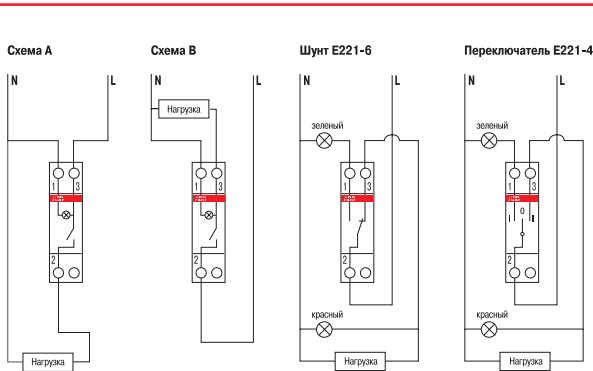 Схема А
Схема В
Шунт Е221-6
Переключатель Е221-4
N
L
N
L
N
L
N
L
Нагрузка
зеленый
зеленый
1
3
1
3
1
3
1
3
I
0
II
2
2
2
2
красный
красный
Нагрузка
Нагрузка
Нагрузка